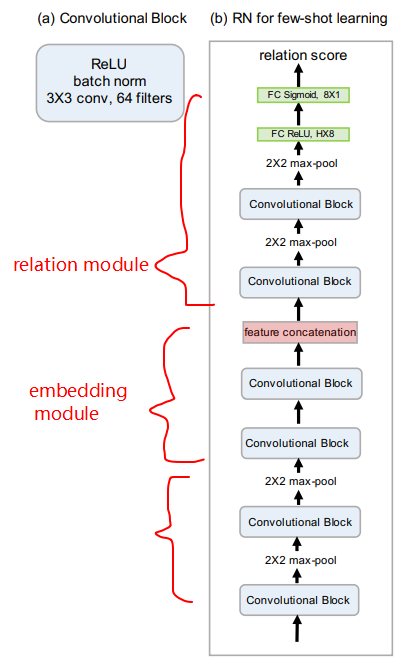 (a) Convolutional Block
ReLU
batch norm
3X3 conv, 64 filters
(b) RN for few-shot learning
relation score
FC Sigmoid, 8X1
FC ReLU, HX8
2X2 max-pool
Convolutional Block
2X2 max-pool
Convolutional Block
feature concatenation
Convolutional Block
Convolutional Block
2X2 max-pool
Convolutional Block
2X2 max-pool
Convolutional Block
relation module
embedding
module